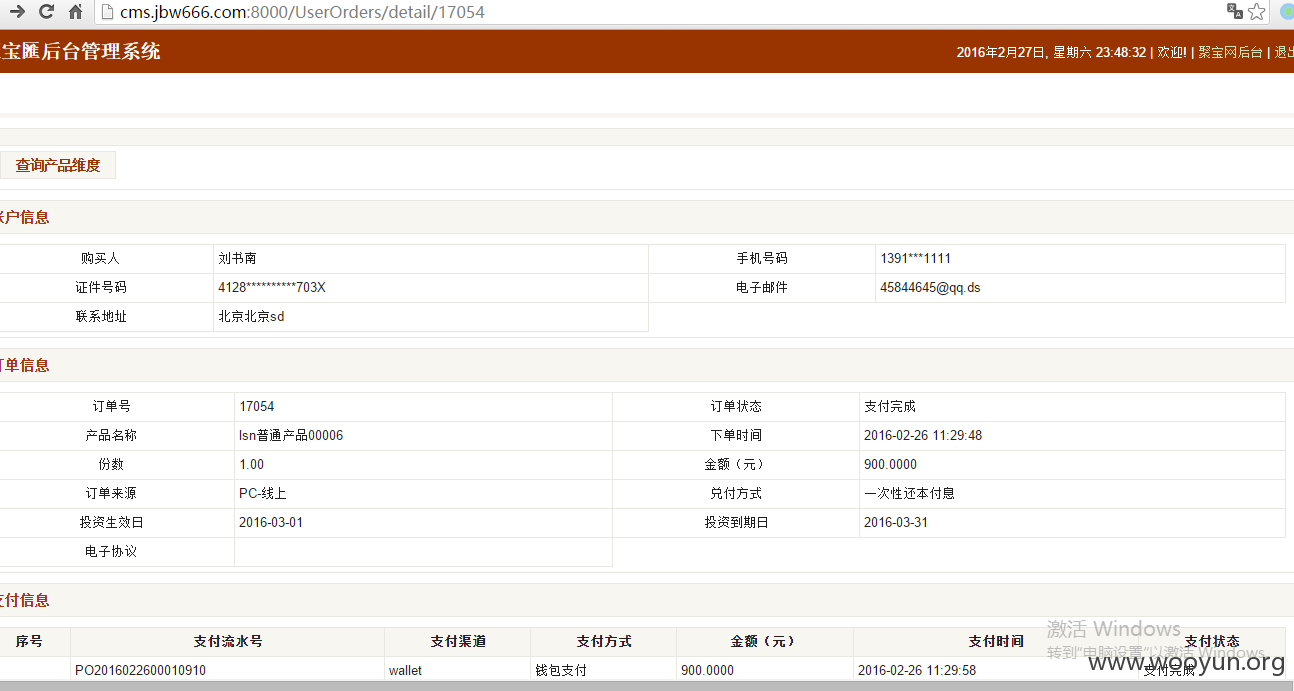 cms.jbw666.com:8000/UserOrders/detail/17054
宝匯后台管理系统 2016年2月27日, 星期六 23:48:32 | 欢迎! | 聚宝网后台 | 退出
查询产品维度
账户信息
购买人 刘书南 手机号码 1391***1111
证件号码 4128**********703X 电子邮件 45844645@qq.ds
联系地址 北京北京sd
订单信息
订单号 17054 订单状态 支付完成
产品名称 lsn普通产品00006 下单时间 2016-02-26 11:29:48
份数 1.00 金额（元） 900.0000
订单来源 PC-线上 兑付方式 一次性还本付息
投资生效日 2016-03-01 投资到期日 2016-03-31
电子协议
支付信息
序号 支付流水号 支付渠道 支付方式 金额（元） 支付时间 支付状态
PO2016022600010910 wallet 钱包支付 900.0000 2016-02-26 11:29:58 支付完成
激活 Windows
转到"电脑设置"以激活 Windows。
www.wooyun.org